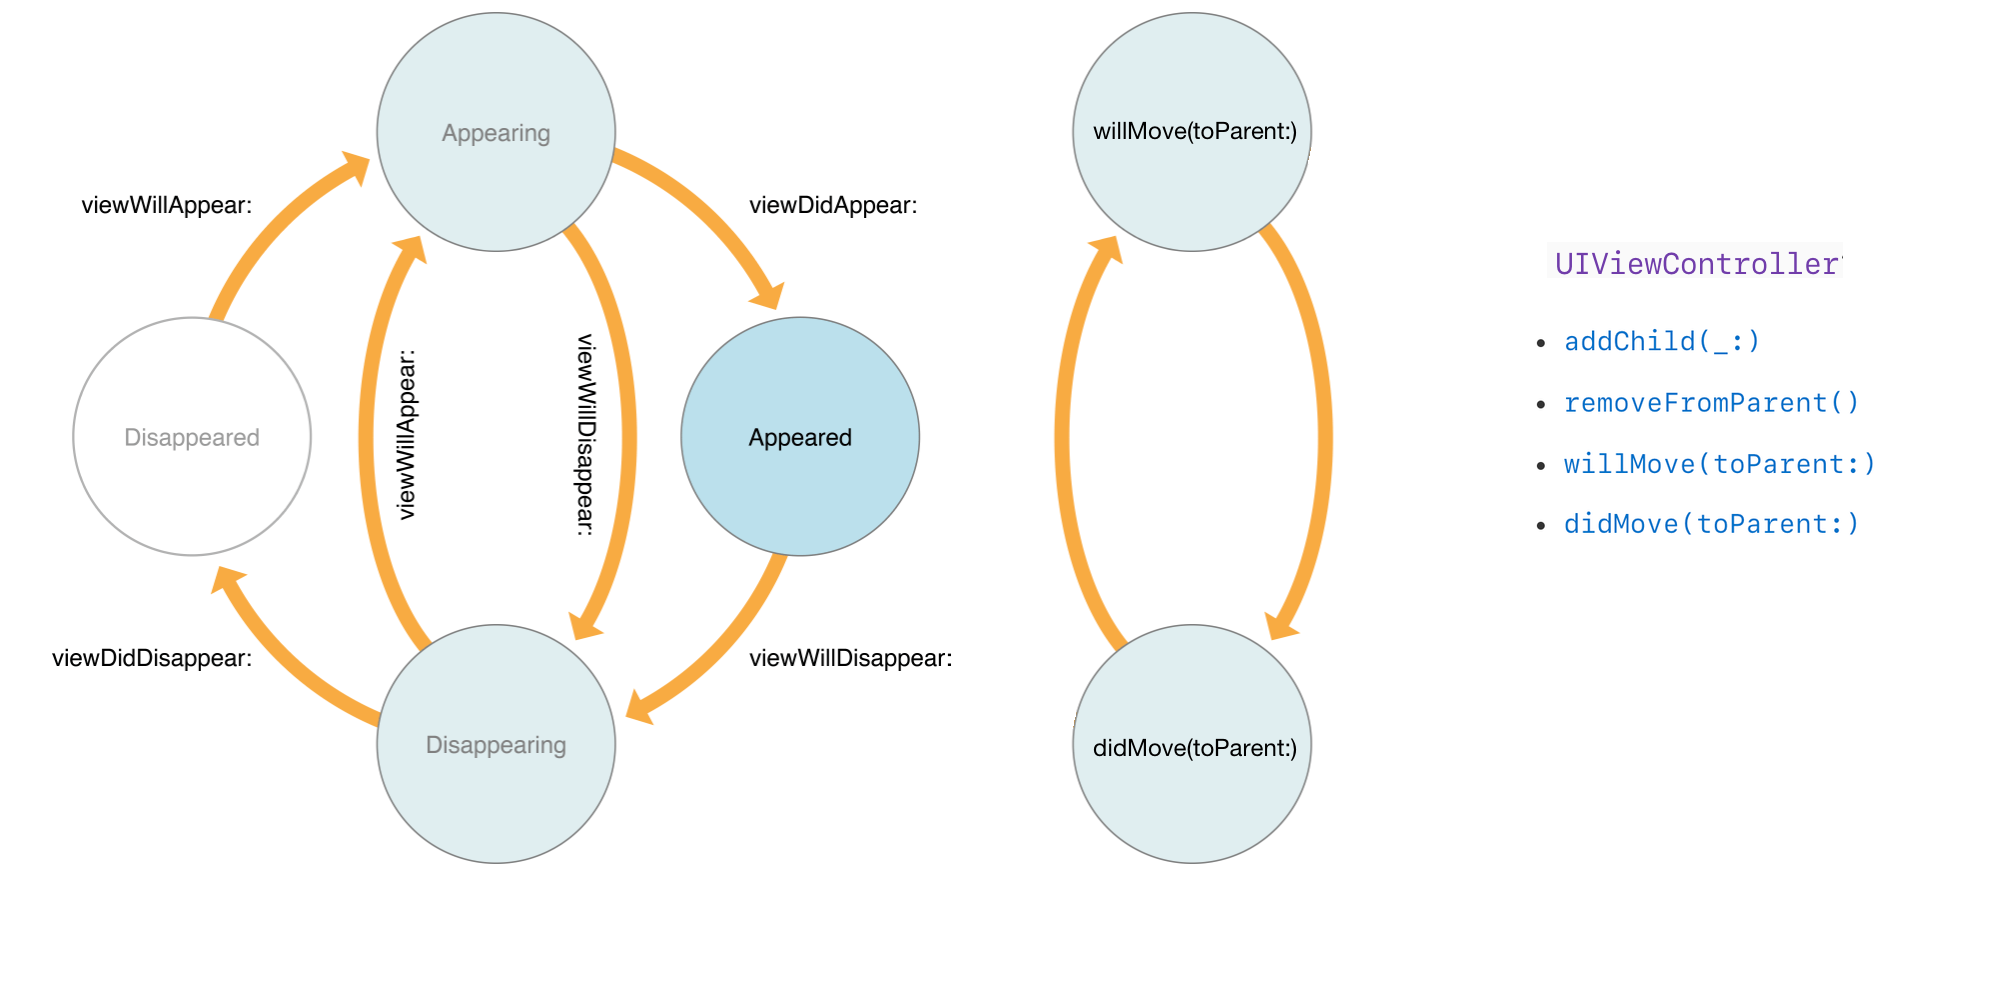 Appearing
viewWillAppear:
viewDidAppear:
viewWillAppear:
viewWillDisappear:
Disappeared
Appeared
viewDidDisappear:
viewWillDisappear:
Disappearing
willMove(toParent:)
didMove(toParent:)
UIViewController
• addChild(_:)
• removeFromParent()
• willMove(toParent:)
• didMove(toParent:)